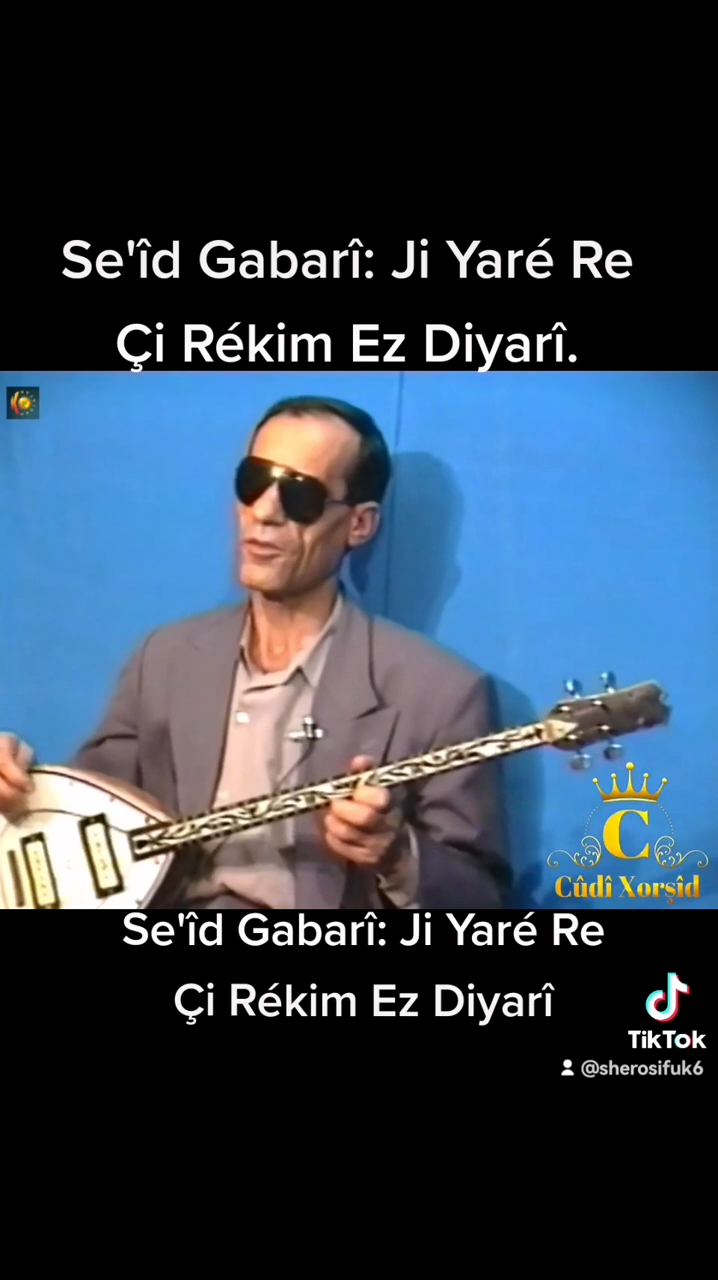 Se'îd Gabarî: Ji Yaré Re
Çi Rékim Ez Diyarî.
C
Cûdî Xorşîd
Se'îd Gabarî: Ji Yaré Re
Çi Rékim Ez Diyarî
TikTok
@sherosifuk6